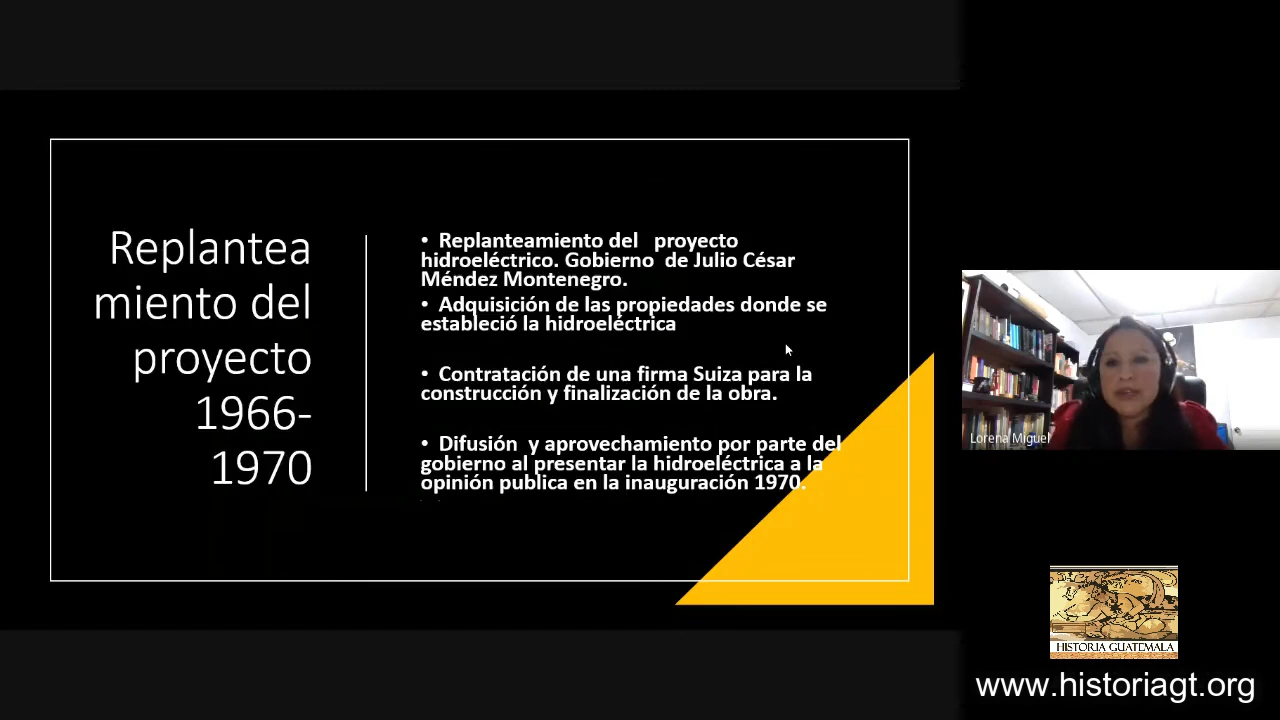 Replantea
miento del
proyecto
1966-
1970
• Replanteamiento del proyecto
hidroeléctrico. Gobierno de Julio César
Méndez Montenegro.
• Adquisición de las propiedades donde se
estableció la hidroeléctrica
• Contratación de una firma Suiza para la
construcción y finalización de la obra.
• Difusión y aprovechamiento por parte del
gobierno al presentar la hidroeléctrica a la
opinión publica en la inauguración 1970.
Lorena Miguel
HISTORIA GUATEMALA
www.historiagt.org